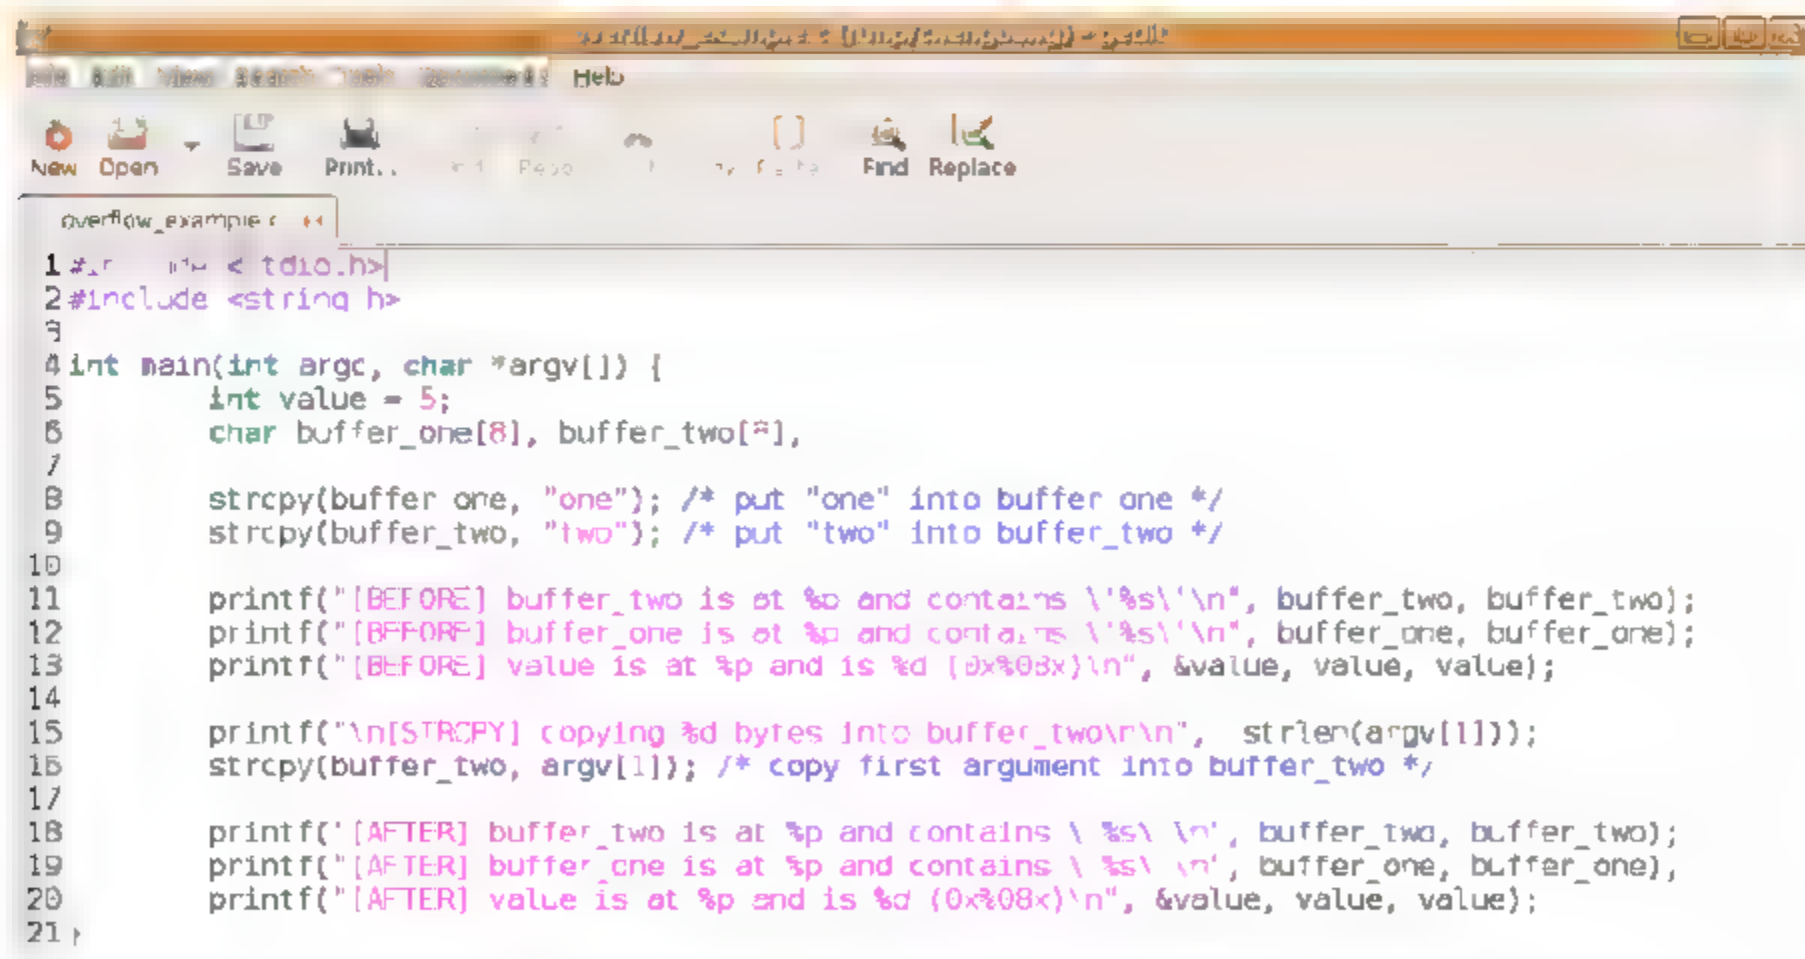 Help
New Open Save Print.. Find Replace
overflow_example.c
1 #include <stdio.h>
2 #include <string.h>
3
4 int main(int argc, char *argv[]) {
5 int value = 5;
6 char buffer_one[8], buffer_two[8];
7
8 strcpy(buffer_one, "one"); /* put "one" into buffer_one */
9 strcpy(buffer_two, "two"); /* put "two" into buffer_two */
10
11 printf("[BEFORE] buffer_two is at %p and contains \'%s\'\n", buffer_two, buffer_two);
12 printf("[BEFORE] buffer_one is at %p and contains \'%s\'\n", buffer_one, buffer_one);
13 printf("[BEFORE] value is at %p and is %d (0x%08x)\n", &value, value, value);
14
15 printf("\n[STRCPY] copying %d bytes into buffer_two\n\n", strlen(argv[1]));
16 strcpy(buffer_two, argv[1]); /* copy first argument into buffer_two */
17
18 printf("[AFTER] buffer_two is at %p and contains \'%s\'\n", buffer_two, buffer_two);
19 printf("[AFTER] buffer_one is at %p and contains \'%s\'\n", buffer_one, buffer_one);
20 printf("[AFTER] value is at %p and is %d (0x%08x)\n", &value, value, value);
21 }